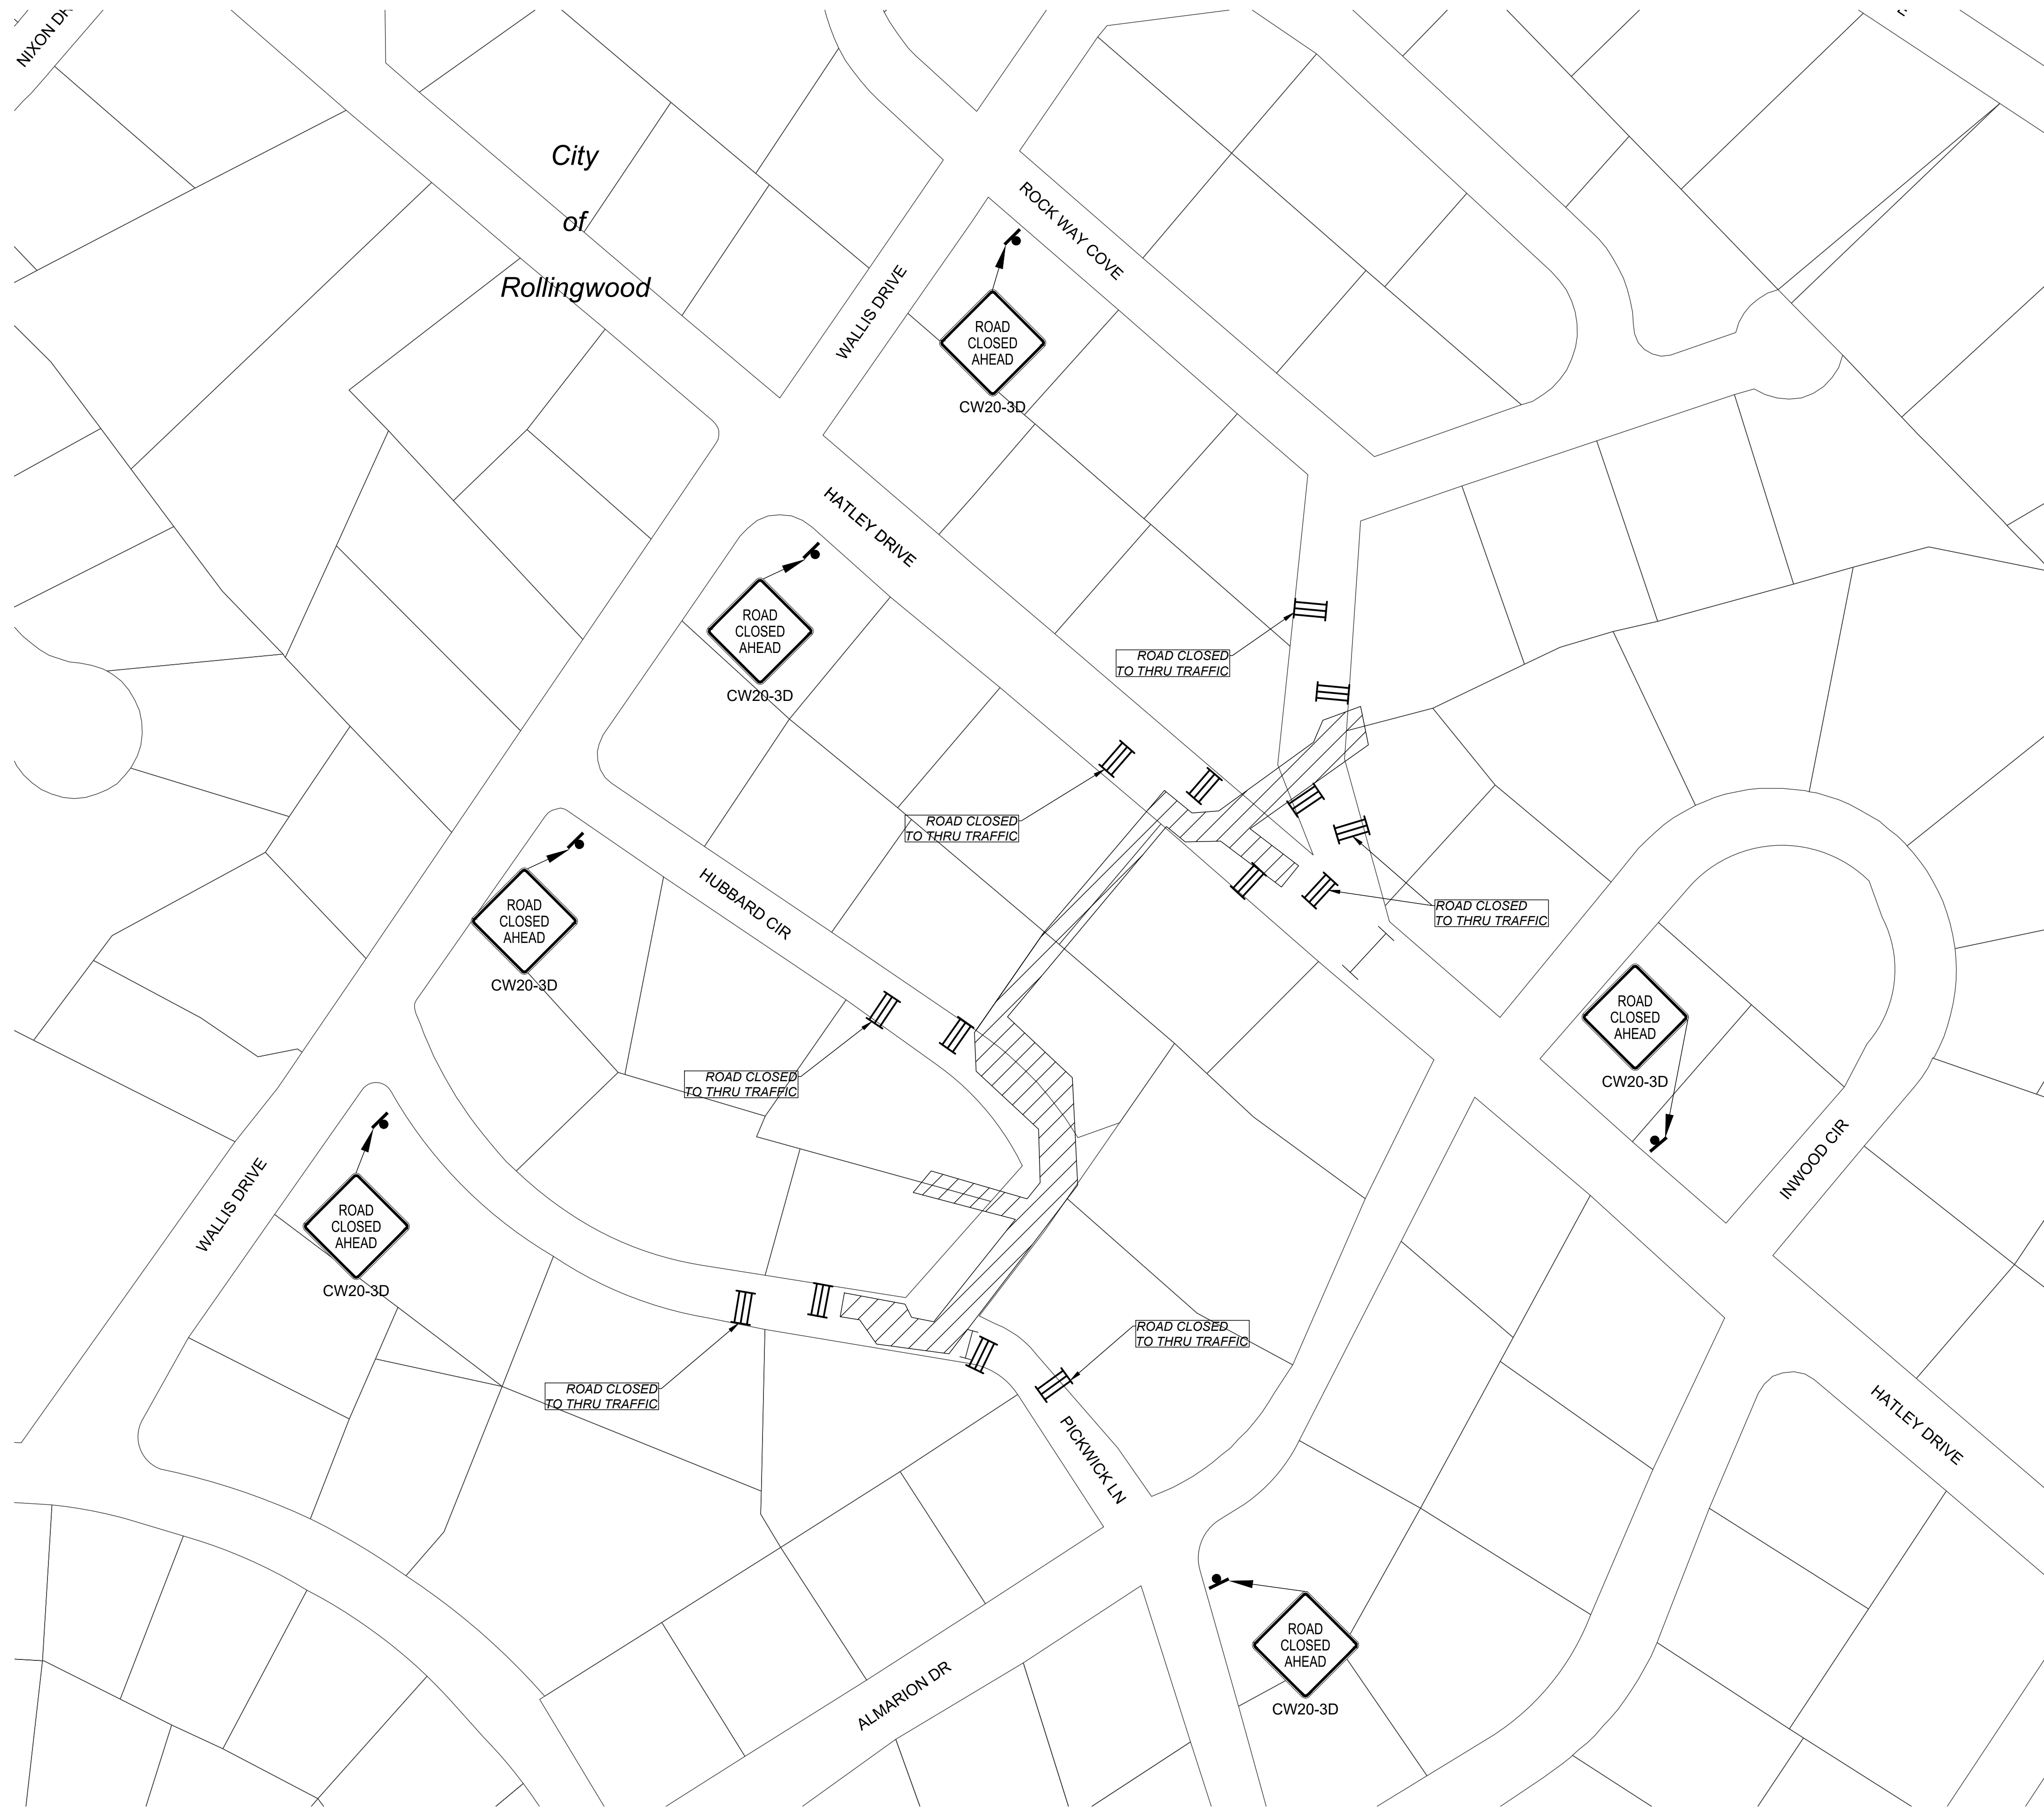 NIXON DR
City
of
Rollingwood
ROCK WAY COVE
WALLIS DRIVE
ROAD
CLOSED
AHEAD
CW20-3D
HATLEY DRIVE
ROAD
CLOSED
AHEAD
CW20-3D
ROAD CLOSED
TO THRU TRAFFIC
ROAD CLOSED
TO THRU TRAFFIC
HUBBARD CIR
ROAD
CLOSED
AHEAD
CW20-3D
ROAD CLOSED
TO THRU TRAFFIC
ROAD
CLOSED
AHEAD
CW20-3D
ROAD CLOSED
TO THRU TRAFFIC
INWOOD CIR
WALLIS DRIVE
ROAD
CLOSED
AHEAD
CW20-3D
ROAD CLOSED
TO THRU TRAFFIC
ROAD CLOSED
TO THRU TRAFFIC
PICKWICK LN
HATLEY DRIVE
ROAD
CLOSED
AHEAD
CW20-3D
ALMARION DR